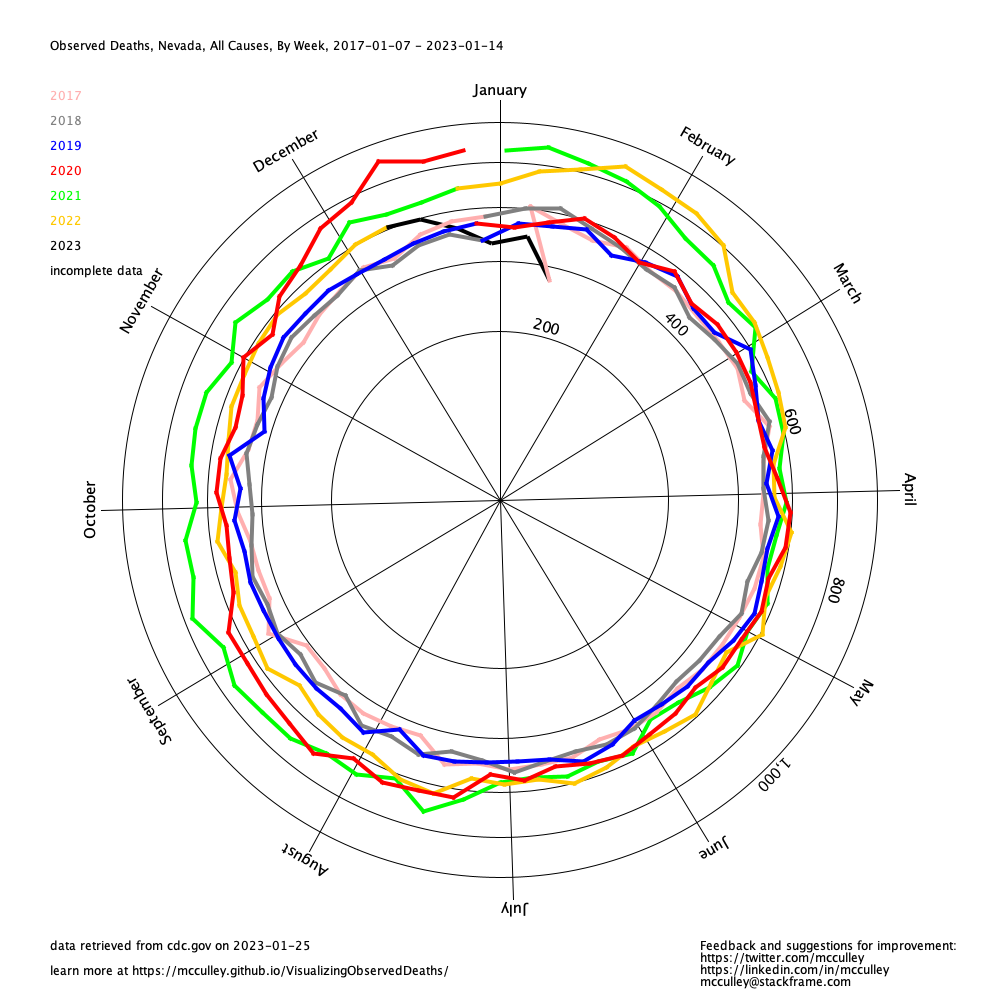 Observed Deaths, Nevada, All Causes, By Week, 2017-01-07 - 2023-01-14
January
2017
2018
2019
2020
2021
2022
2023
incomplete data
December
February
November
March
200
400
600
October
April
800
September
May
1,000
August
June
July
data retrieved from cdc.gov on 2023-01-25
learn more at https://mcculley.github.io/VisualizingObservedDeaths/
Feedback and suggestions for improvement:
https://twitter.com/mcculley
https://linkedin.com/in/mcculley
mcculley@stackframe.com